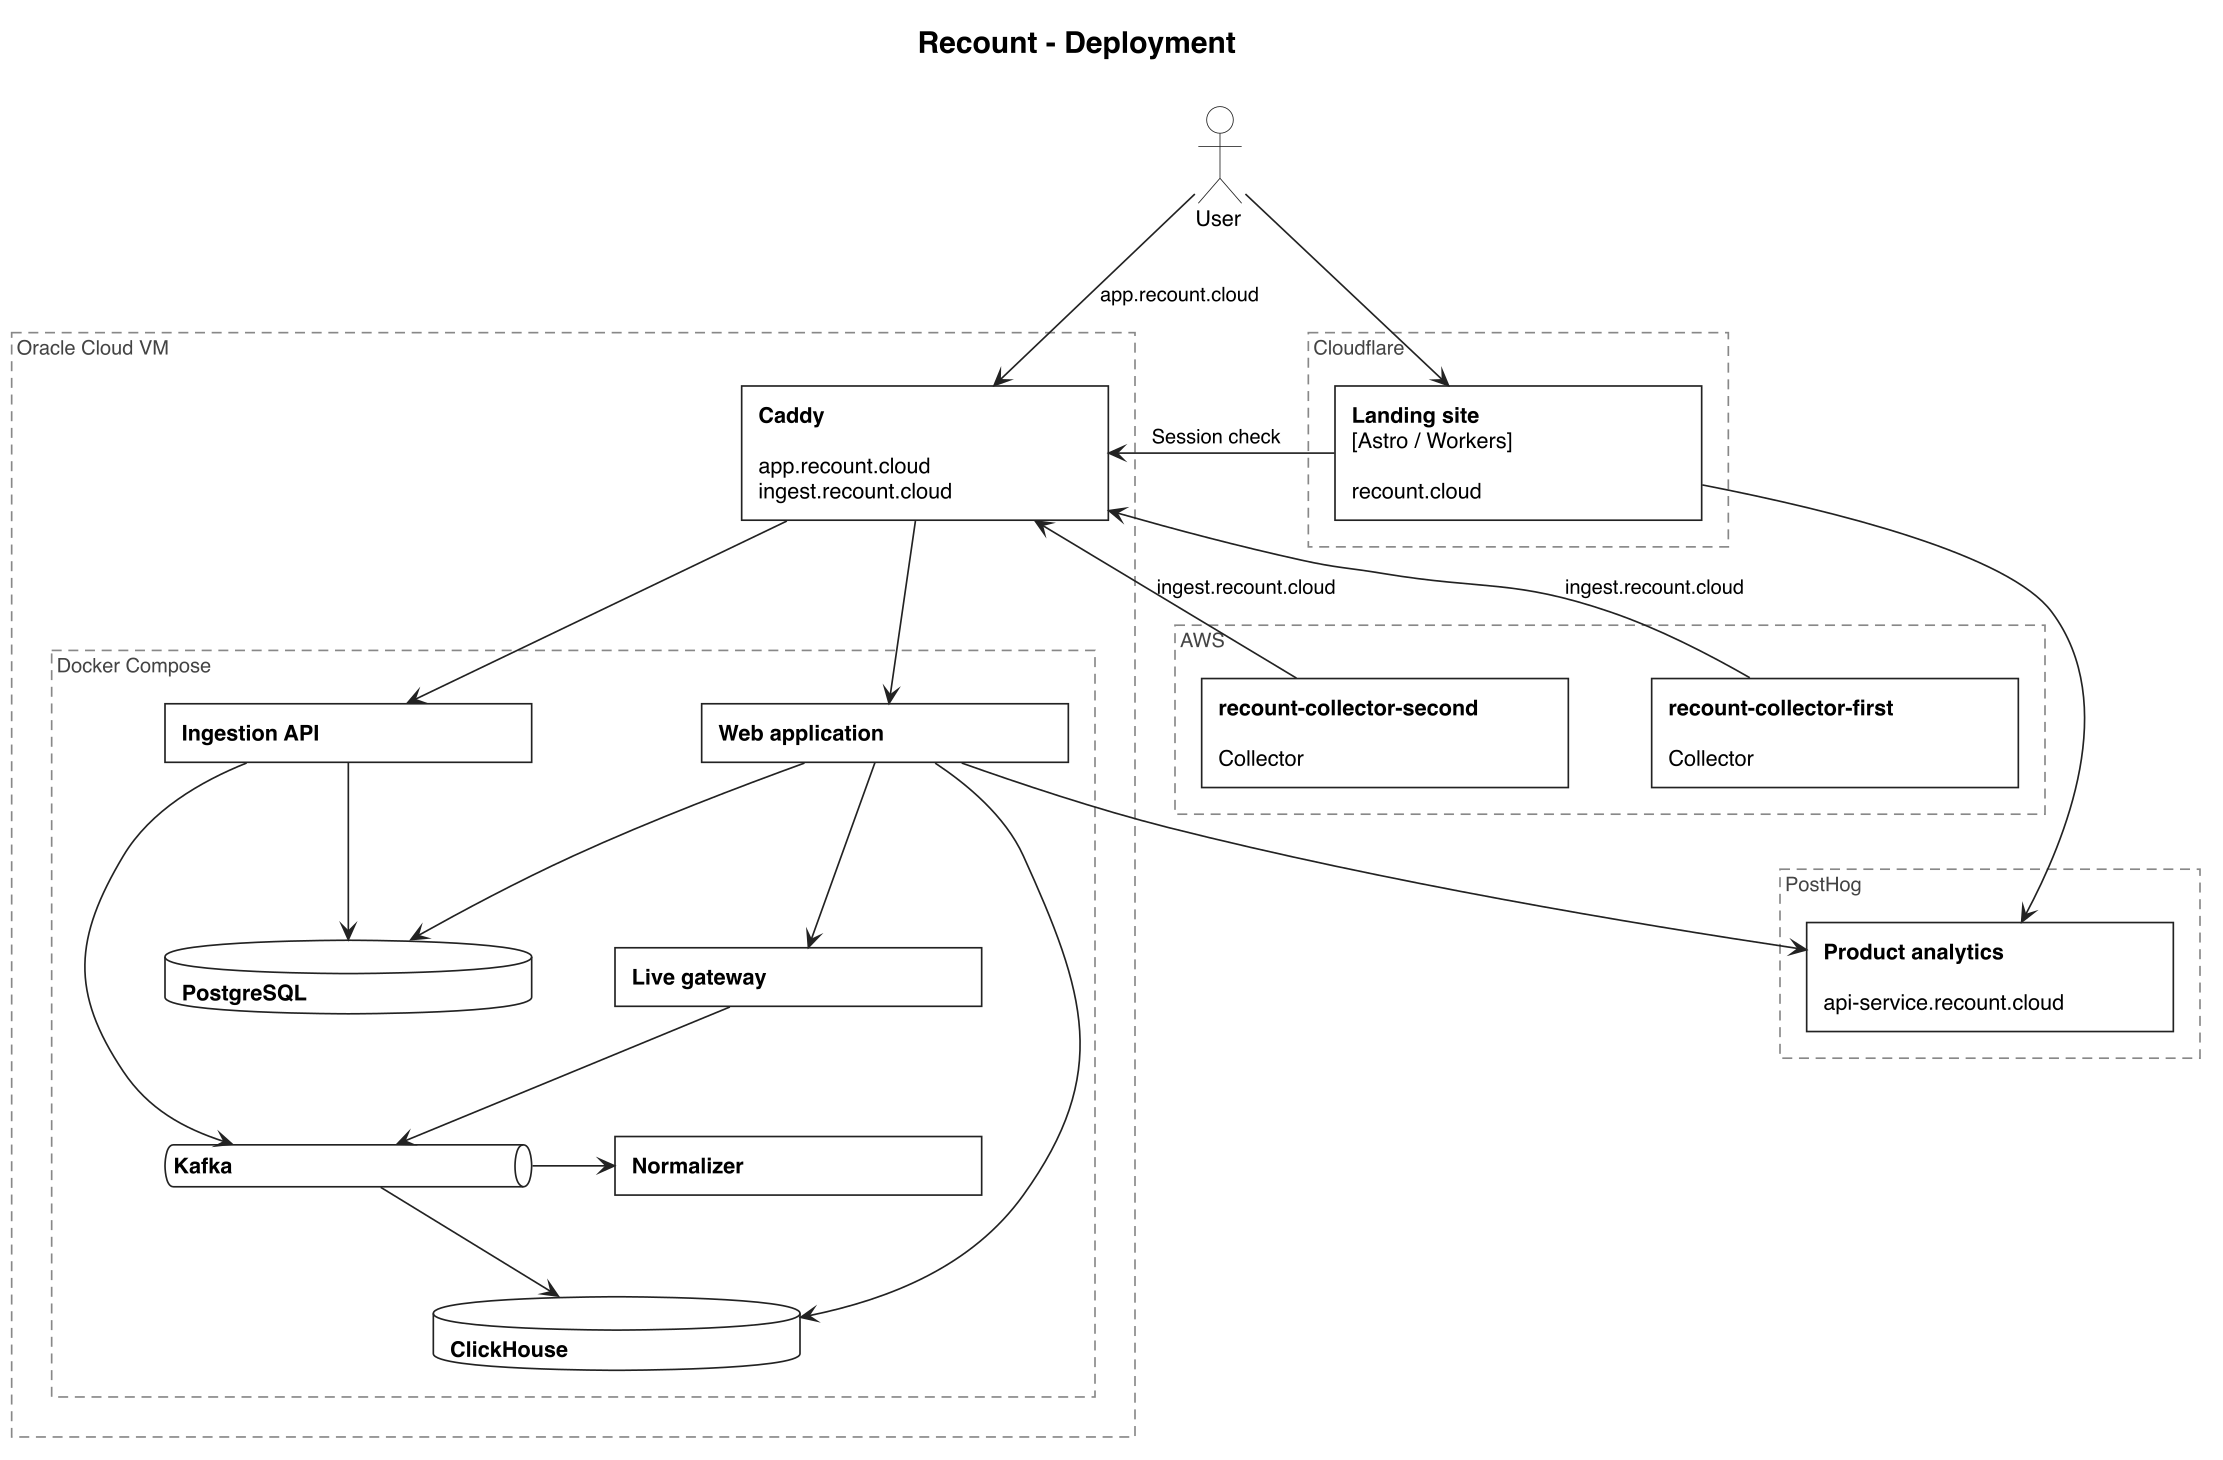 Recount - Deployment
User
app.recount.cloud
Oracle Cloud VM
Cloudflare
Caddy
app.recount.cloud
ingest.recount.cloud
Session check
Landing site
[Astro / Workers]
recount.cloud
ingest.recount.cloud
ingest.recount.cloud
AWS
recount-collector-second
Collector
recount-collector-first
Collector
Docker Compose
Ingestion API
Web application
PostHog
Product analytics
api-service.recount.cloud
PostgreSQL
Live gateway
Kafka
Normalizer
ClickHouse